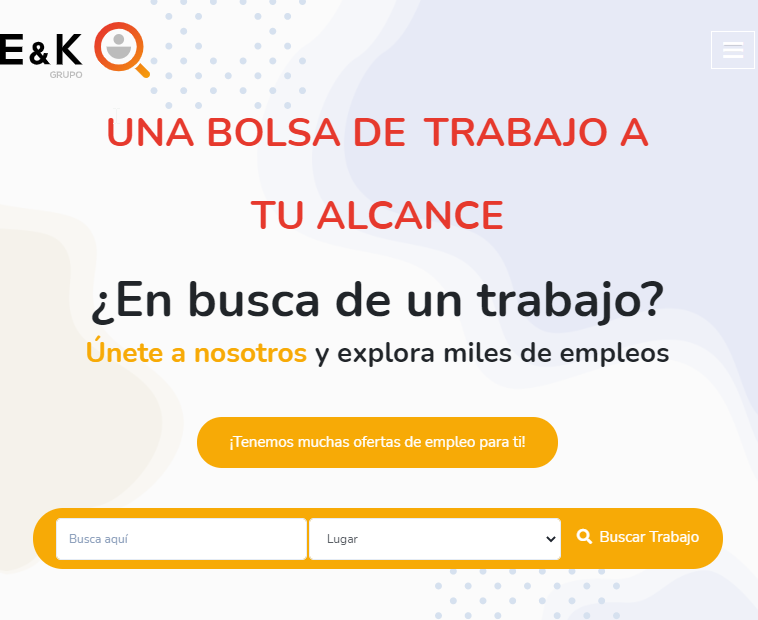 E & K
GRUPO
UNA BOLSA DE TRABAJO A
TU ALCANCE
¿En busca de un trabajo?
Únete a nosotros y explora miles de empleos
¡Tenemos muchas ofertas de empleo para ti!
Busca aquí
Lugar
Buscar Trabajo